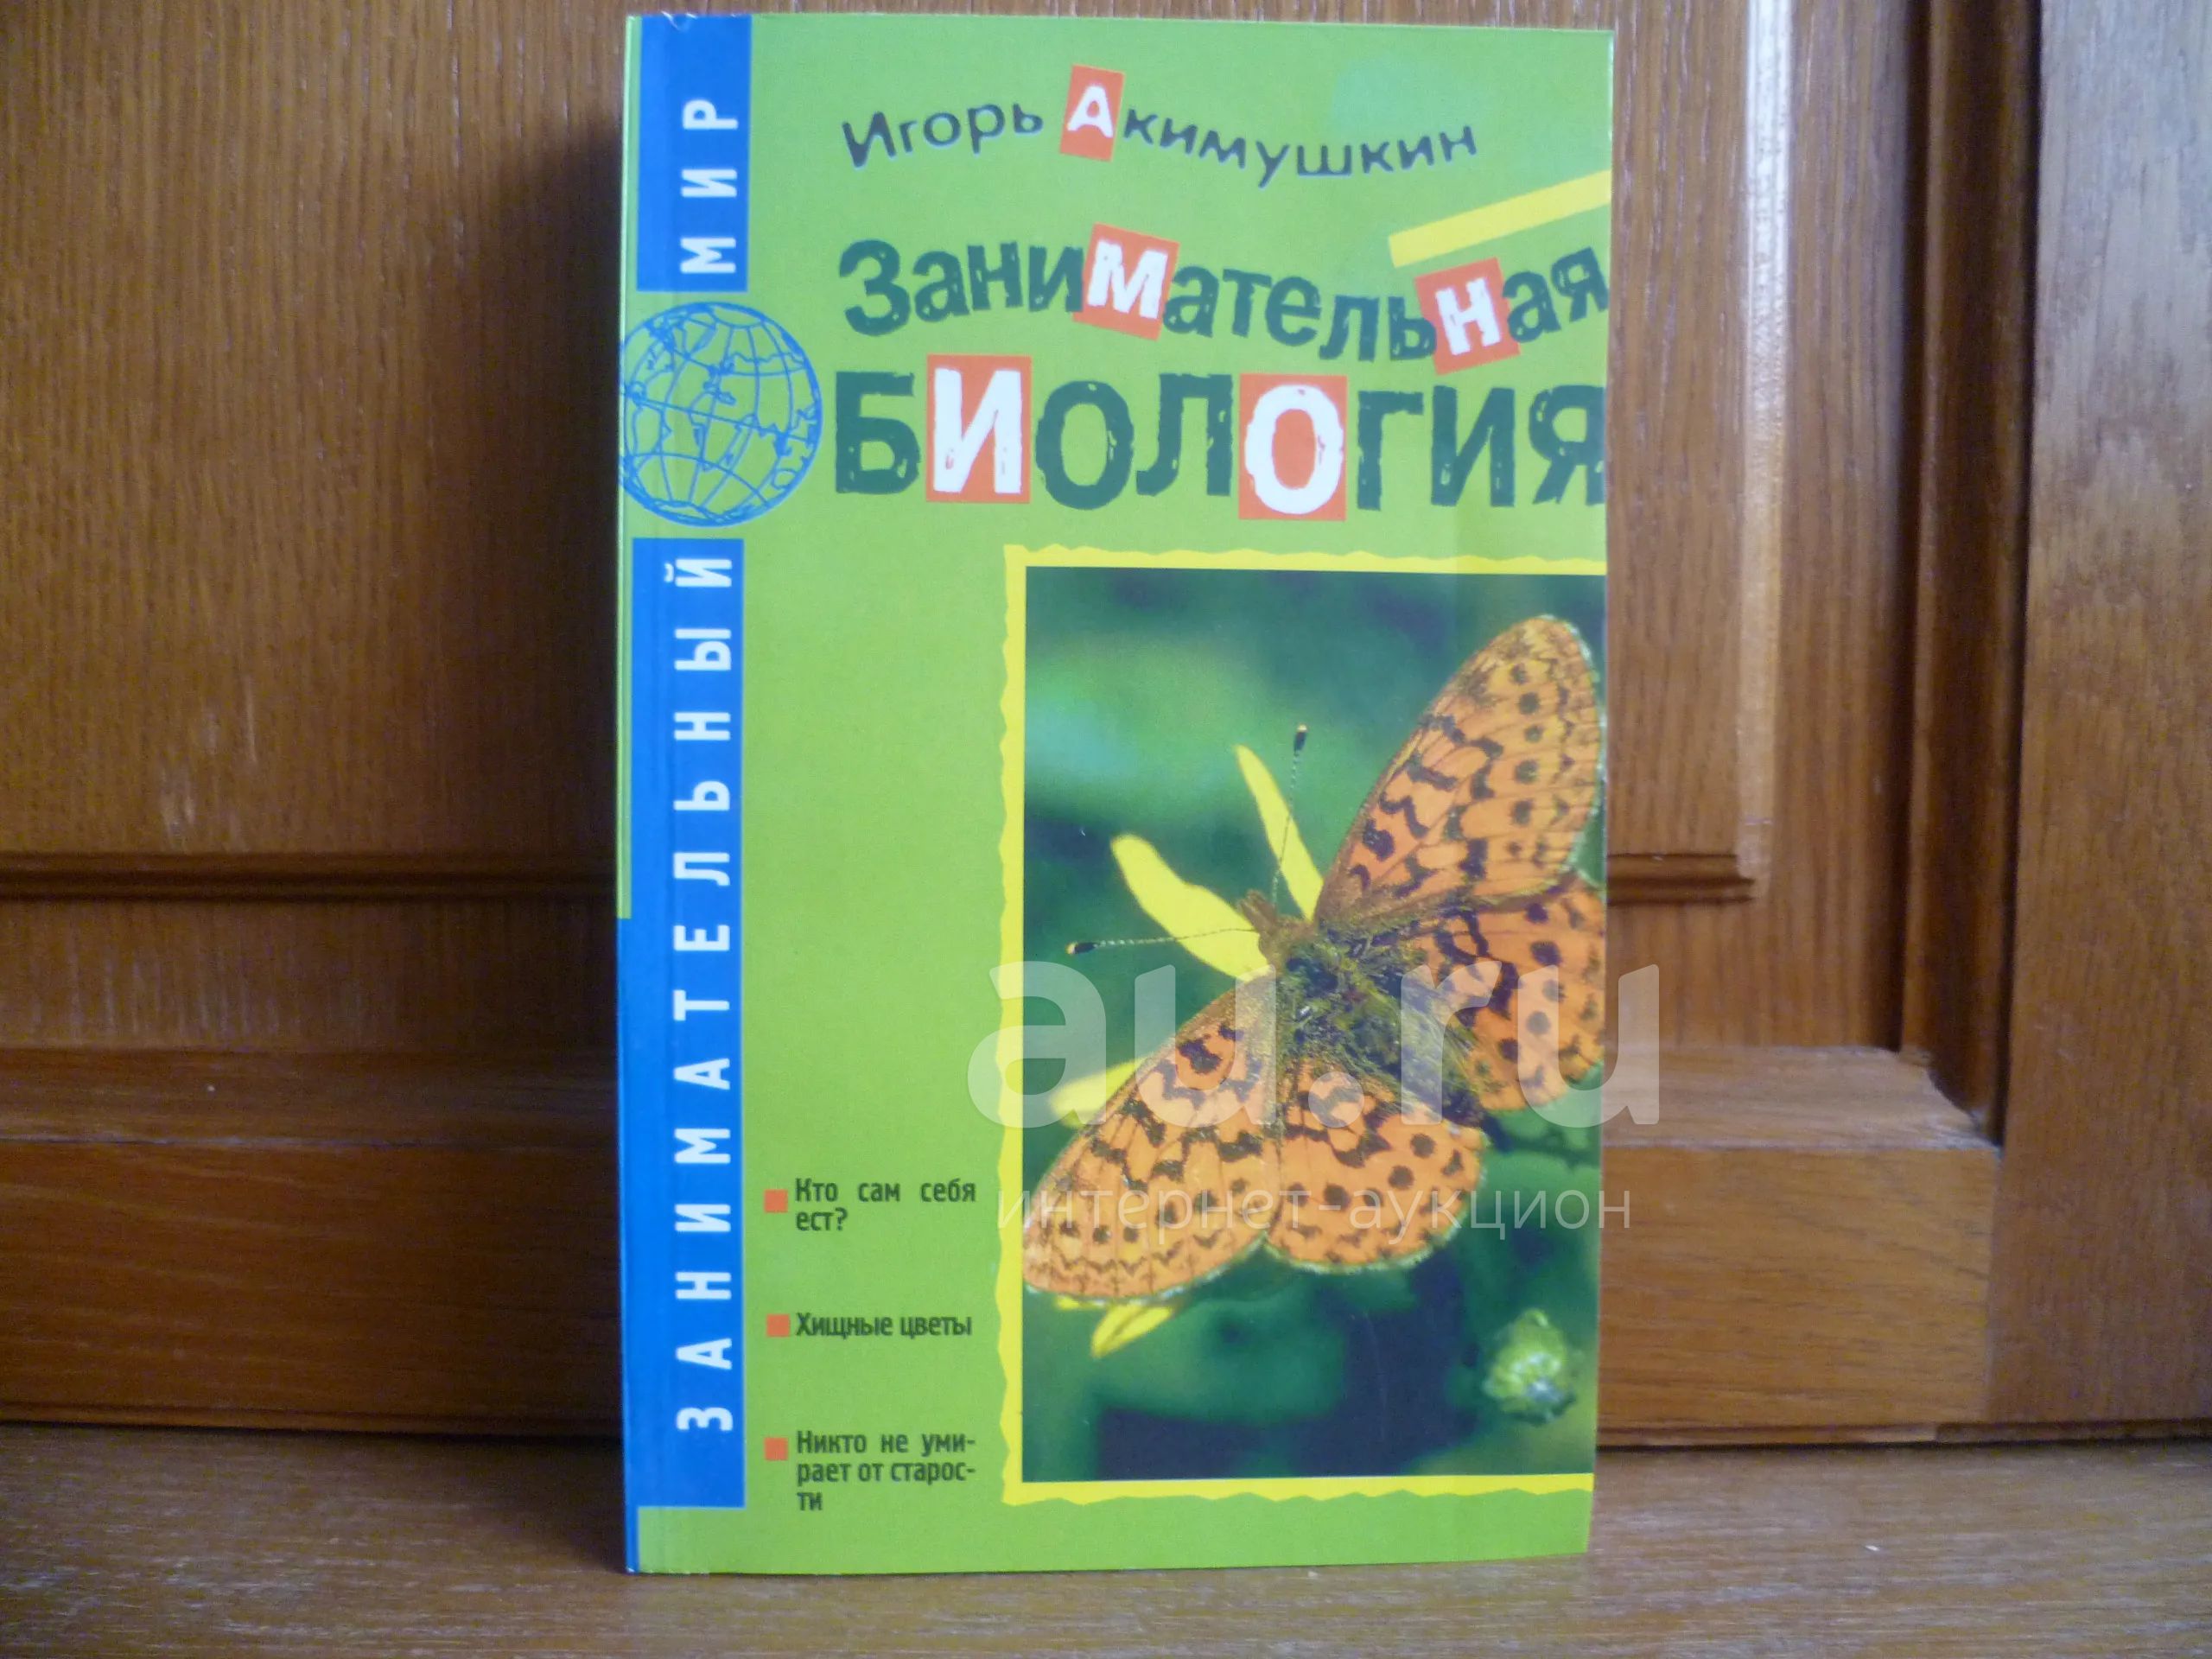 Игорь Акимушкин
Занимательная
БИОЛОГИЯ
ЗАНИМАТЕЛЬНЫЙ МИР
Кто сам себя
ест?
Хищные цветы
Никто не уми-
рает от старос-
ти
au.ru
интернет-аукцион